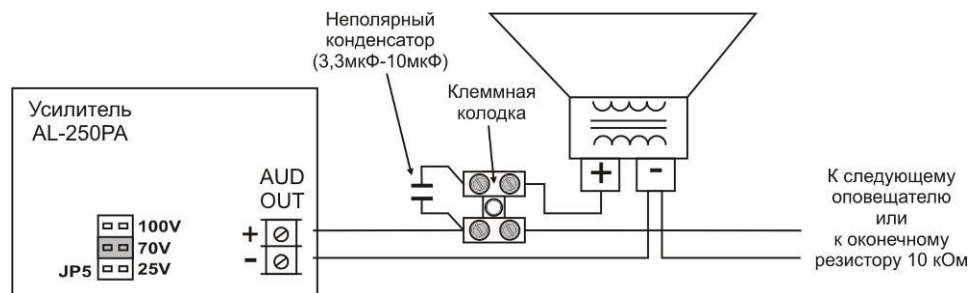 Неполярный
конденсатор
(3,3мкФ-10мкФ)
Клеммная
колодка
Усилитель
AL-250PA
AUD
OUT
+
-
100V
70V
JP5 25V
+ -
К следующему
оповещателю
или
к оконечному
резистору 10 кОм